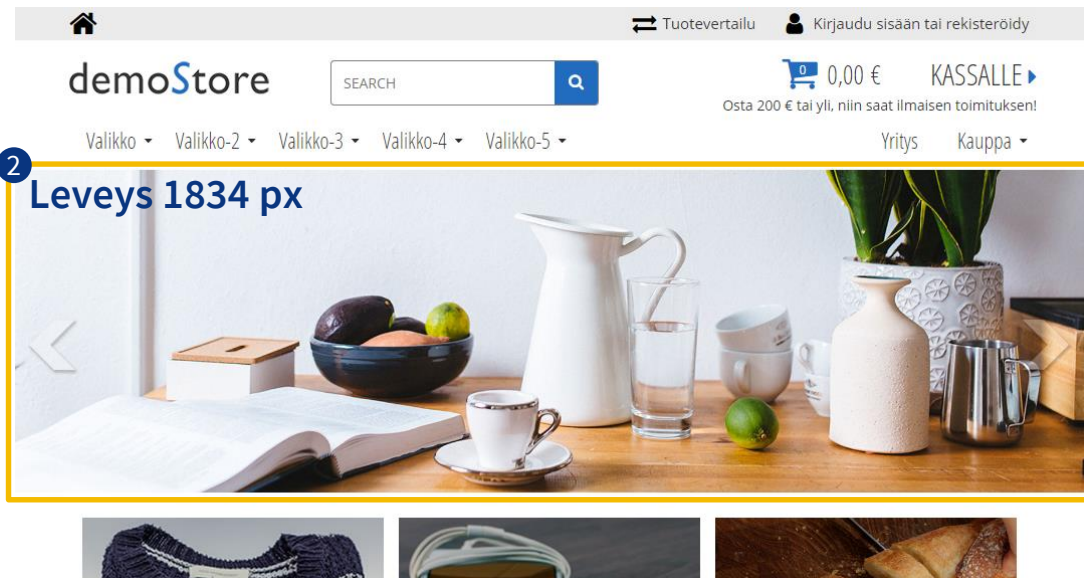 Tuotevertailu Kirjaudu sisään tai rekisteröidy
demoStore SEARCH 0 0,00 € KASSALLE
Osta 200 € tai yli, niin saat ilmaisen toimituksen!
Valikko Valikko-2 Valikko-3 Valikko-4 Valikko-5 Yritys Kauppa
2
Leveys 1834 px